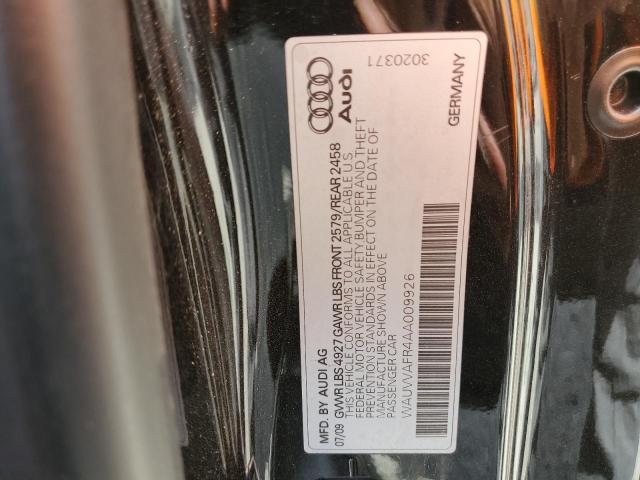 Audi
3020371
MFD. BY AUDI AG
GERMANY
07/09 GVWR LBS 4927 GAWR LBS FRONT 2579/REAR 2458
THIS VEHICLE CONFORMS TO ALL APPLICABLE U S
FEDERAL MOTOR VEHICLE SAFETY BUMPER AND THEFT
PREVENTION STANDARDS IN EFFECT ON THE DATE OF
MANUFACTURE SHOWN ABOVE
PASSENGER CAR
WAUVVAFR4AA009926